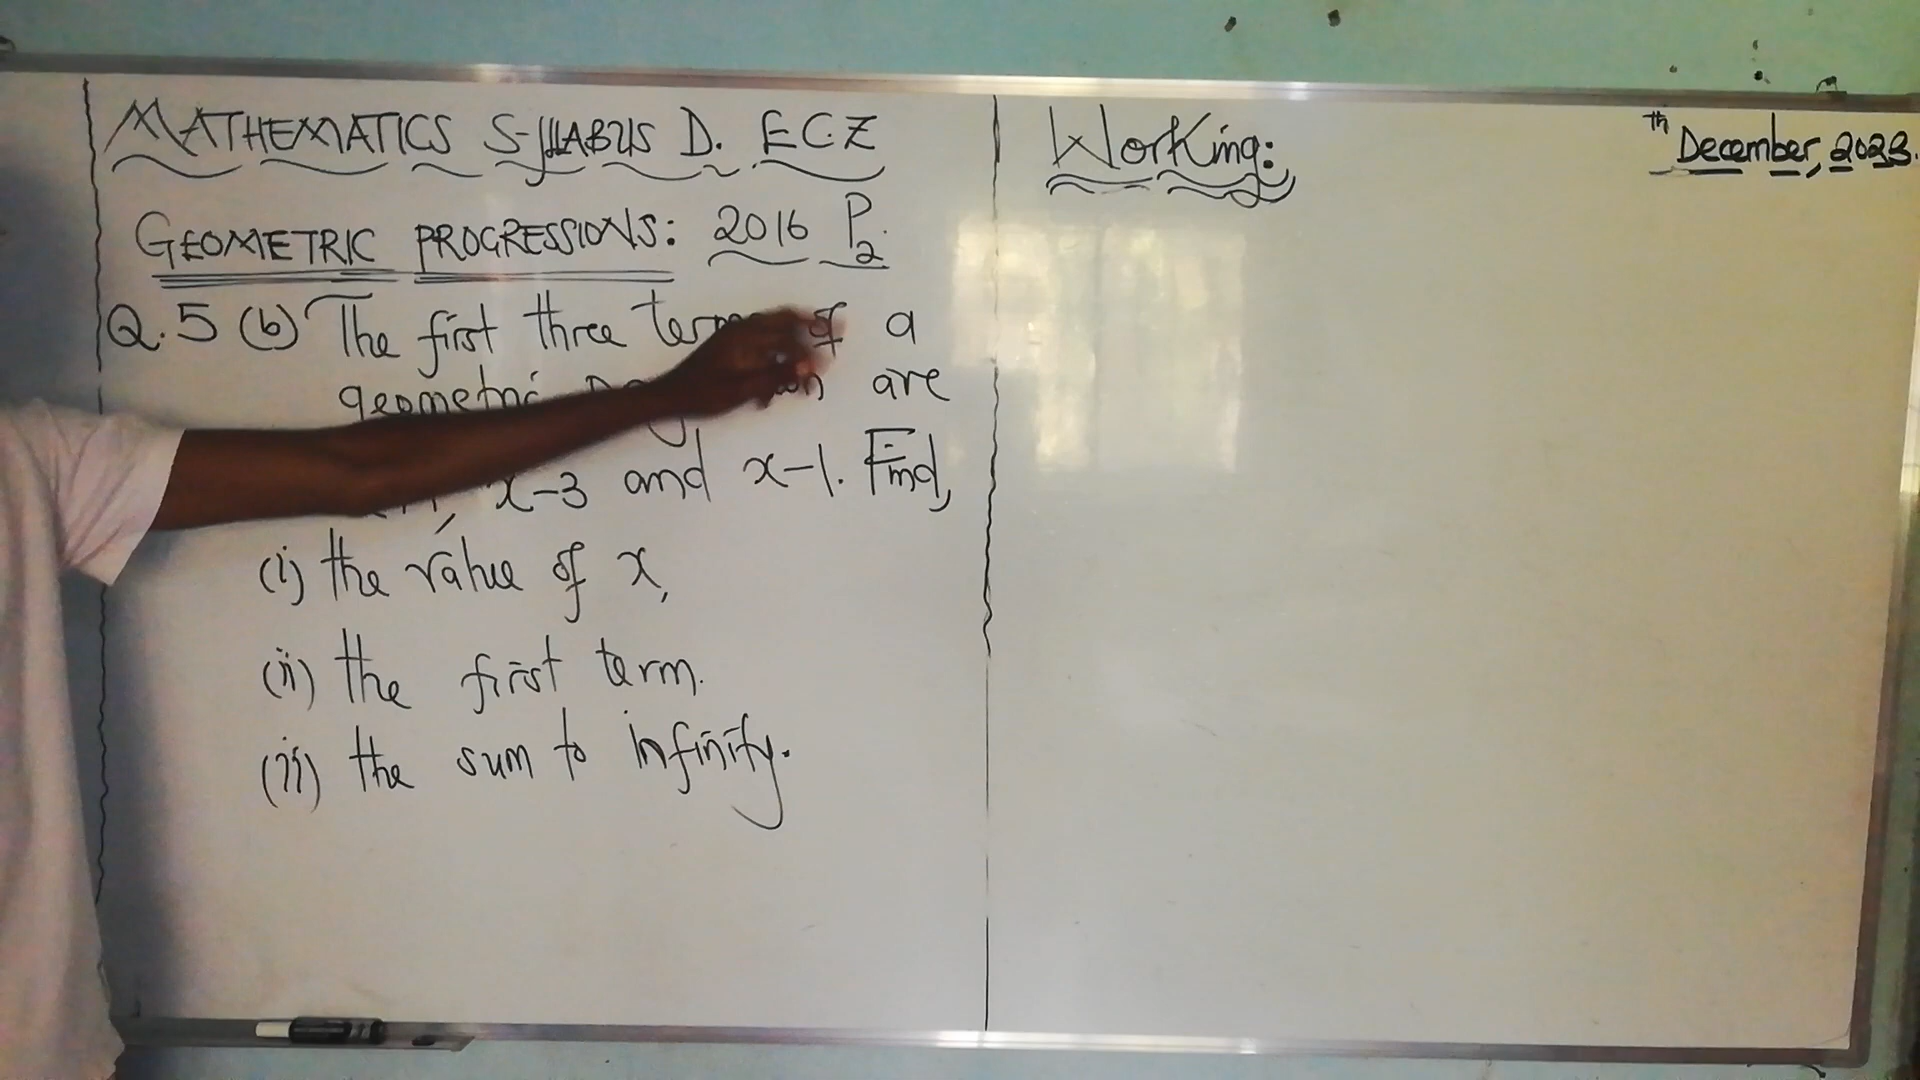 MATHEMATICS SYLLABUS D. ECZ
GEOMETRIC PROGRESSIONS: 2016 P2.
Q.5 (b) The first three of a
are
x-3 and x-1. Find,
(i) the value of x,
(ii) the first term.
(iii) the sum to infinity.
Working:
th December, 2023.